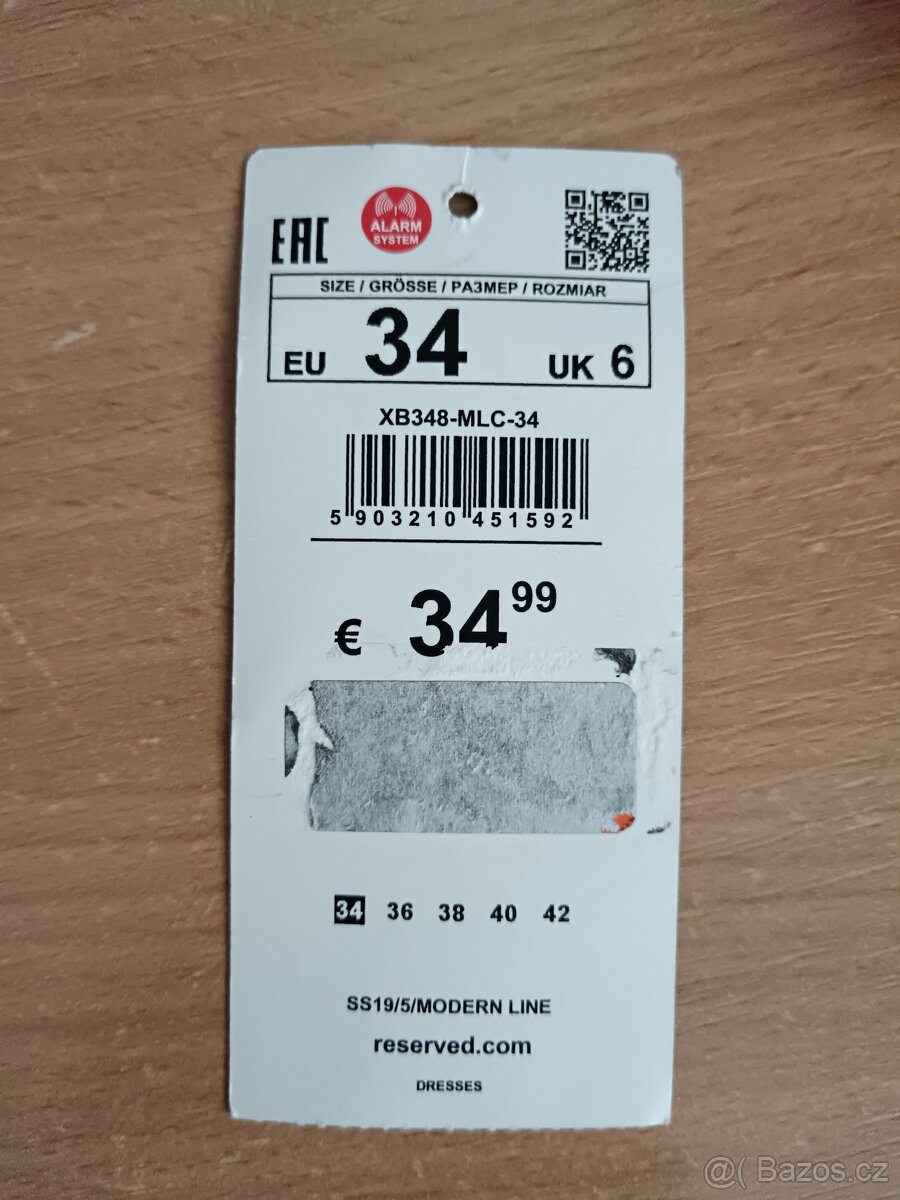 EAC
ALARM
SYSTEM
SIZE / GRÖSSE / РАЗМЕР / ROZMIAR
EU 34 UK 6
XB348-MLC-34
5 903210 451592
€ 34 99
34 36 38 40 42
SS19/5/MODERN LINE
reserved.com
DRESSES
@( Bazos.cz